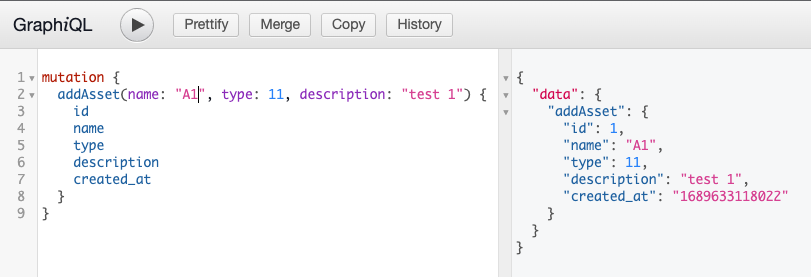 GraphiQL Prettify Merge Copy History
1 mutation {
2 addAsset(name: "A1", type: 11, description: "test 1") {
3 id
4 name
5 type
6 description
7 created_at
8 }
9 }
{
"data": {
"addAsset": {
"id": 1,
"name": "A1",
"type": 11,
"description": "test 1",
"created_at": "1689633118022"
}
}
}